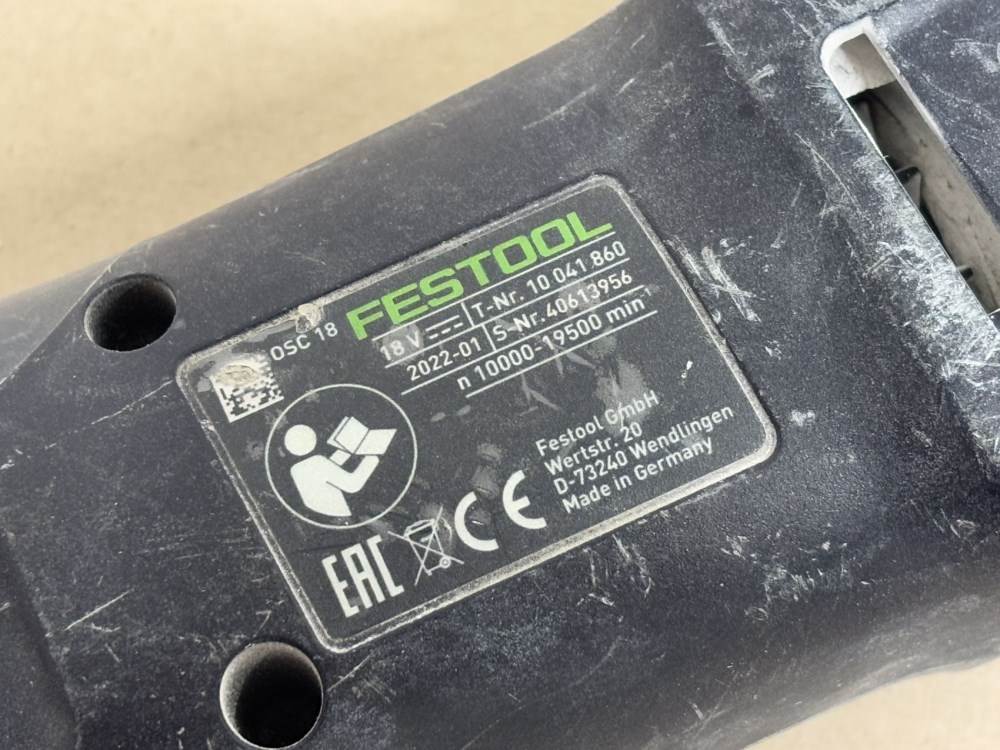 FESTOOL
OSC 18
18 V T-Nr. 10 041 860
2022-01 S-Nr. 40613956
n 10000-19500 min⁻¹
Festool GmbH
Wertstr. 20
D-73240 Wendlingen
Made in Germany
EAC
CE